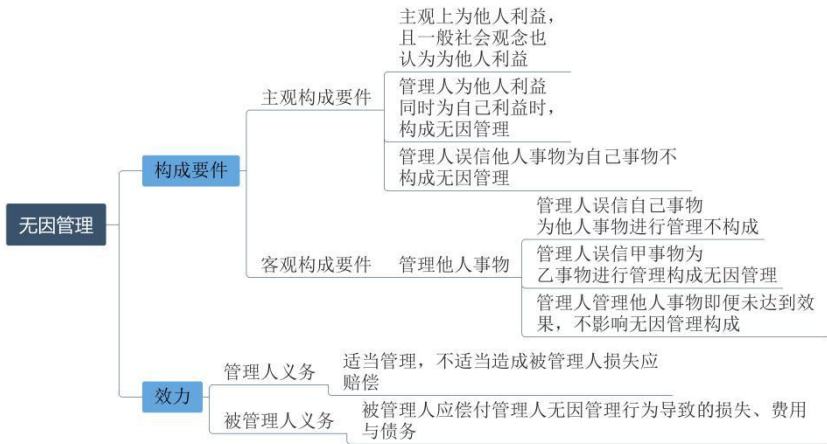 无因管理
构成要件
主观构成要件
主观上为他人利益，
且一般社会观念也
认为为他人利益
管理人为他人利益
同时为自己利益时，
构成无因管理
管理人误信他人事物为自己事物不
构成无因管理
客观构成要件
管理他人事物
管理人误信自己事物
为他人事物进行管理不构成
管理人误信甲事物为
乙事物进行管理构成无因管理
管理人管理他人事物即便未达到效
果，不影响无因管理构成
效力
管理人义务
适当管理，不适当造成被管理人损失应
赔偿
被管理人义务
被管理人应偿付管理人无因管理行为导致的损失、费用
与债务